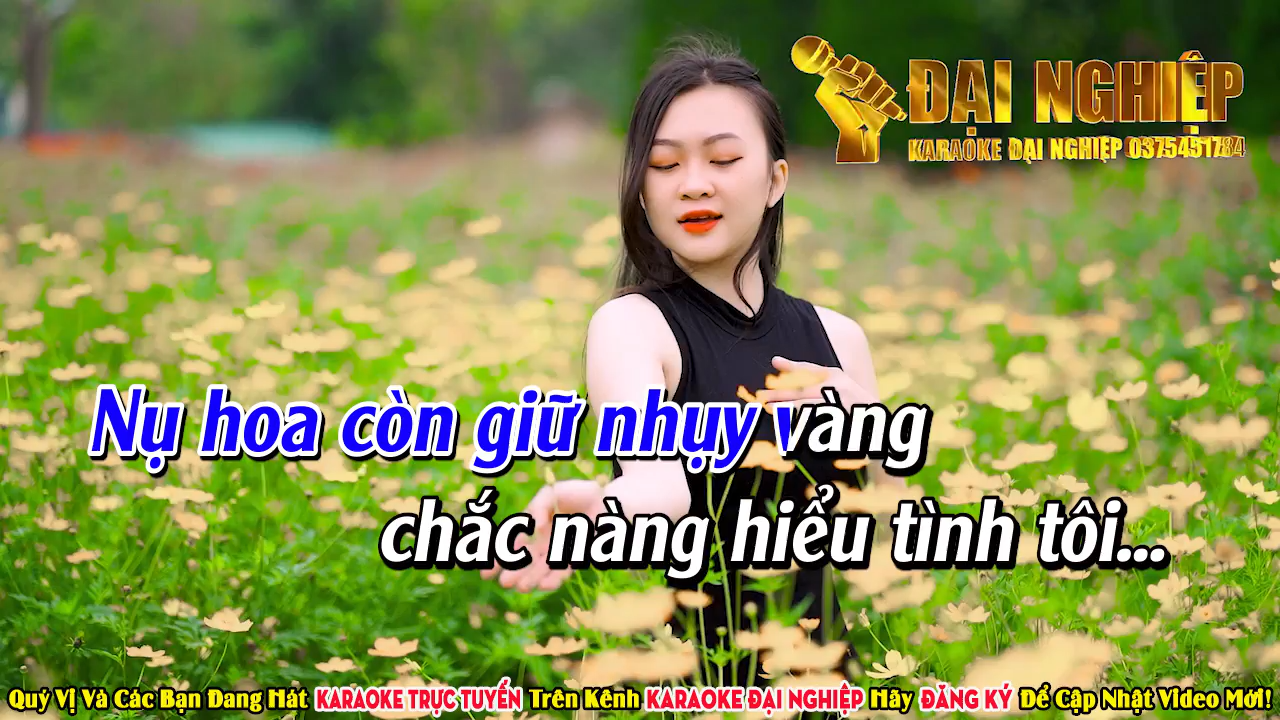 ĐẠI NGHIỆP
KARAOKE ĐẠI NGHIỆP 0375451784
Nụ hoa còn giữ nhụy vàng
chắc nàng hiểu tình tôi...
Quý Vị Và Các Bạn Đang Hát KARAOKE TRỰC TUYẾN Trên Kênh KARAOKE ĐẠI NGHIỆP Hãy ĐĂNG KÝ Để Cập Nhật Video Mới!